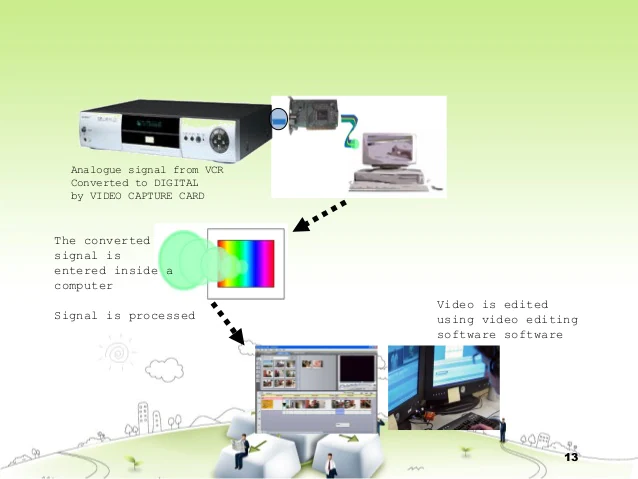 Analogue signal from VCR
Converted to DIGITAL
by VIDEO CAPTURE CARD
The converted
signal is
entered inside a
computer
Signal is processed
Video is edited
using video editing
software software
13